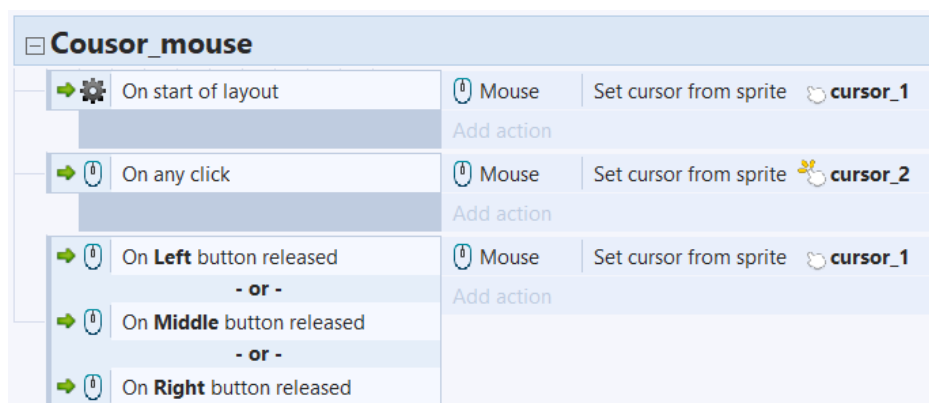 Cousor_mouse
On start of layout Mouse Set cursor from sprite cursor_1
Add action
On any click Mouse Set cursor from sprite cursor_2
Add action
On Left button released Mouse Set cursor from sprite cursor_1
- or -
Add action
On Middle button released
- or -
On Right button released